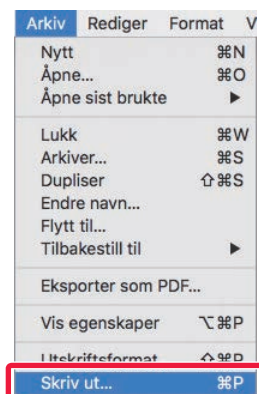 Arkiv Rediger Format V
Nytt ⌘N
Åpne... ⌘O
Åpne sist brukte ▶
Lukk ⌘W
Arkiver... ⌘S
Dupliser ⇧⌘S
Endre navn...
Flytt til...
Tilbakestill til ▶
Eksporter som PDF...
Vis egenskaper ⌥⌘P
Utskriftsformat ⇧⌘P
Skriv ut... ⌘P